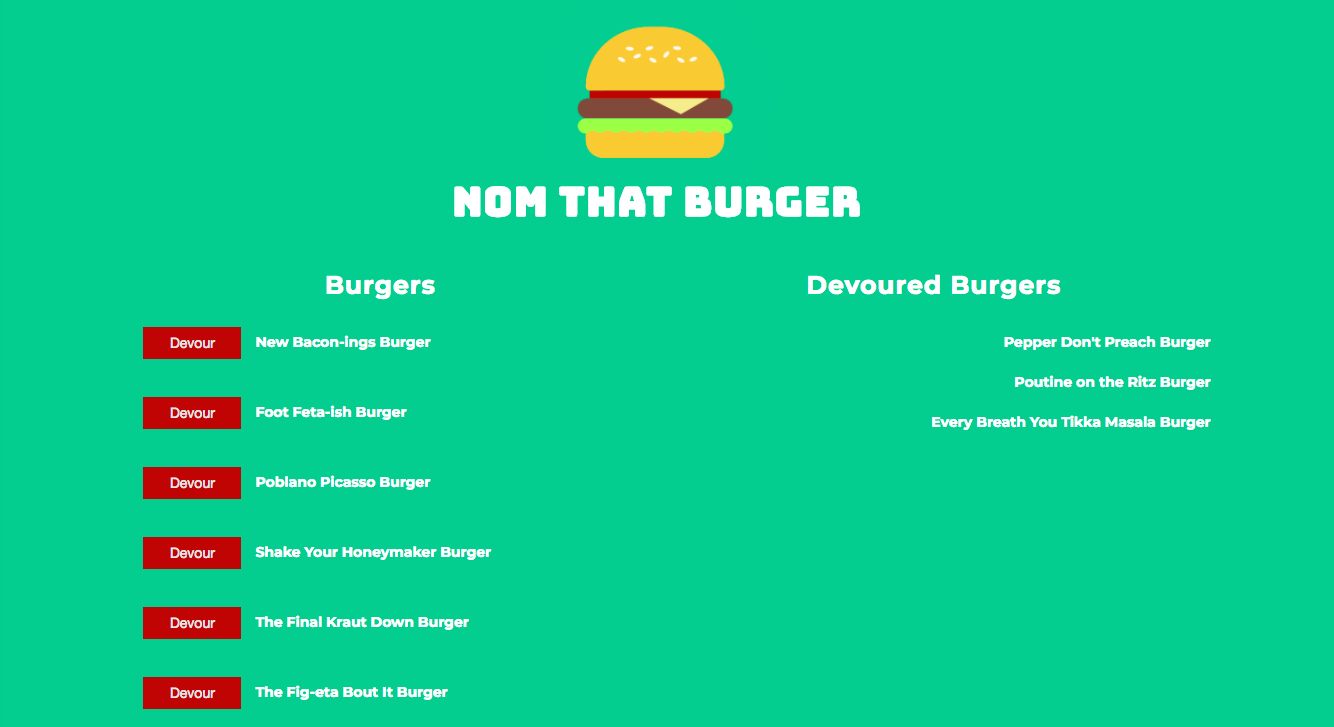 NOM THAT BURGER
Burgers
Devour New Bacon-ings Burger
Devour Foot Feta-ish Burger
Devour Poblano Picasso Burger
Devour Shake Your Honeymaker Burger
Devour The Final Kraut Down Burger
Devour The Fig-eta Bout It Burger
Devoured Burgers
Pepper Don't Preach Burger
Poutine on the Ritz Burger
Every Breath You Tikka Masala Burger